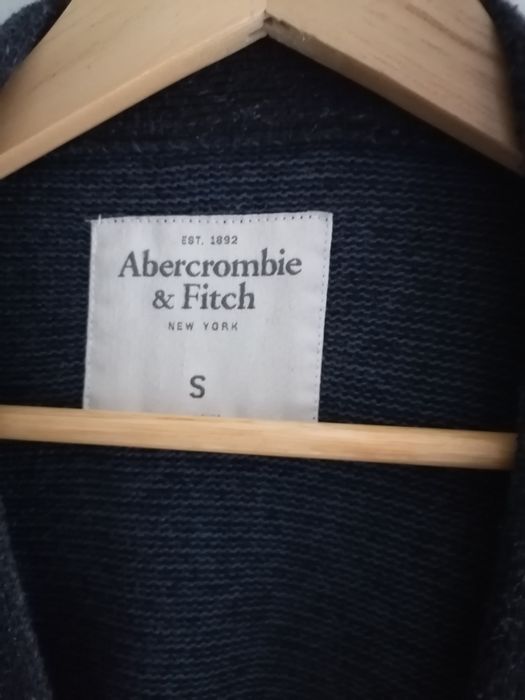 EST. 1892
Abercrombie
& Fitch
NEW YORK
S